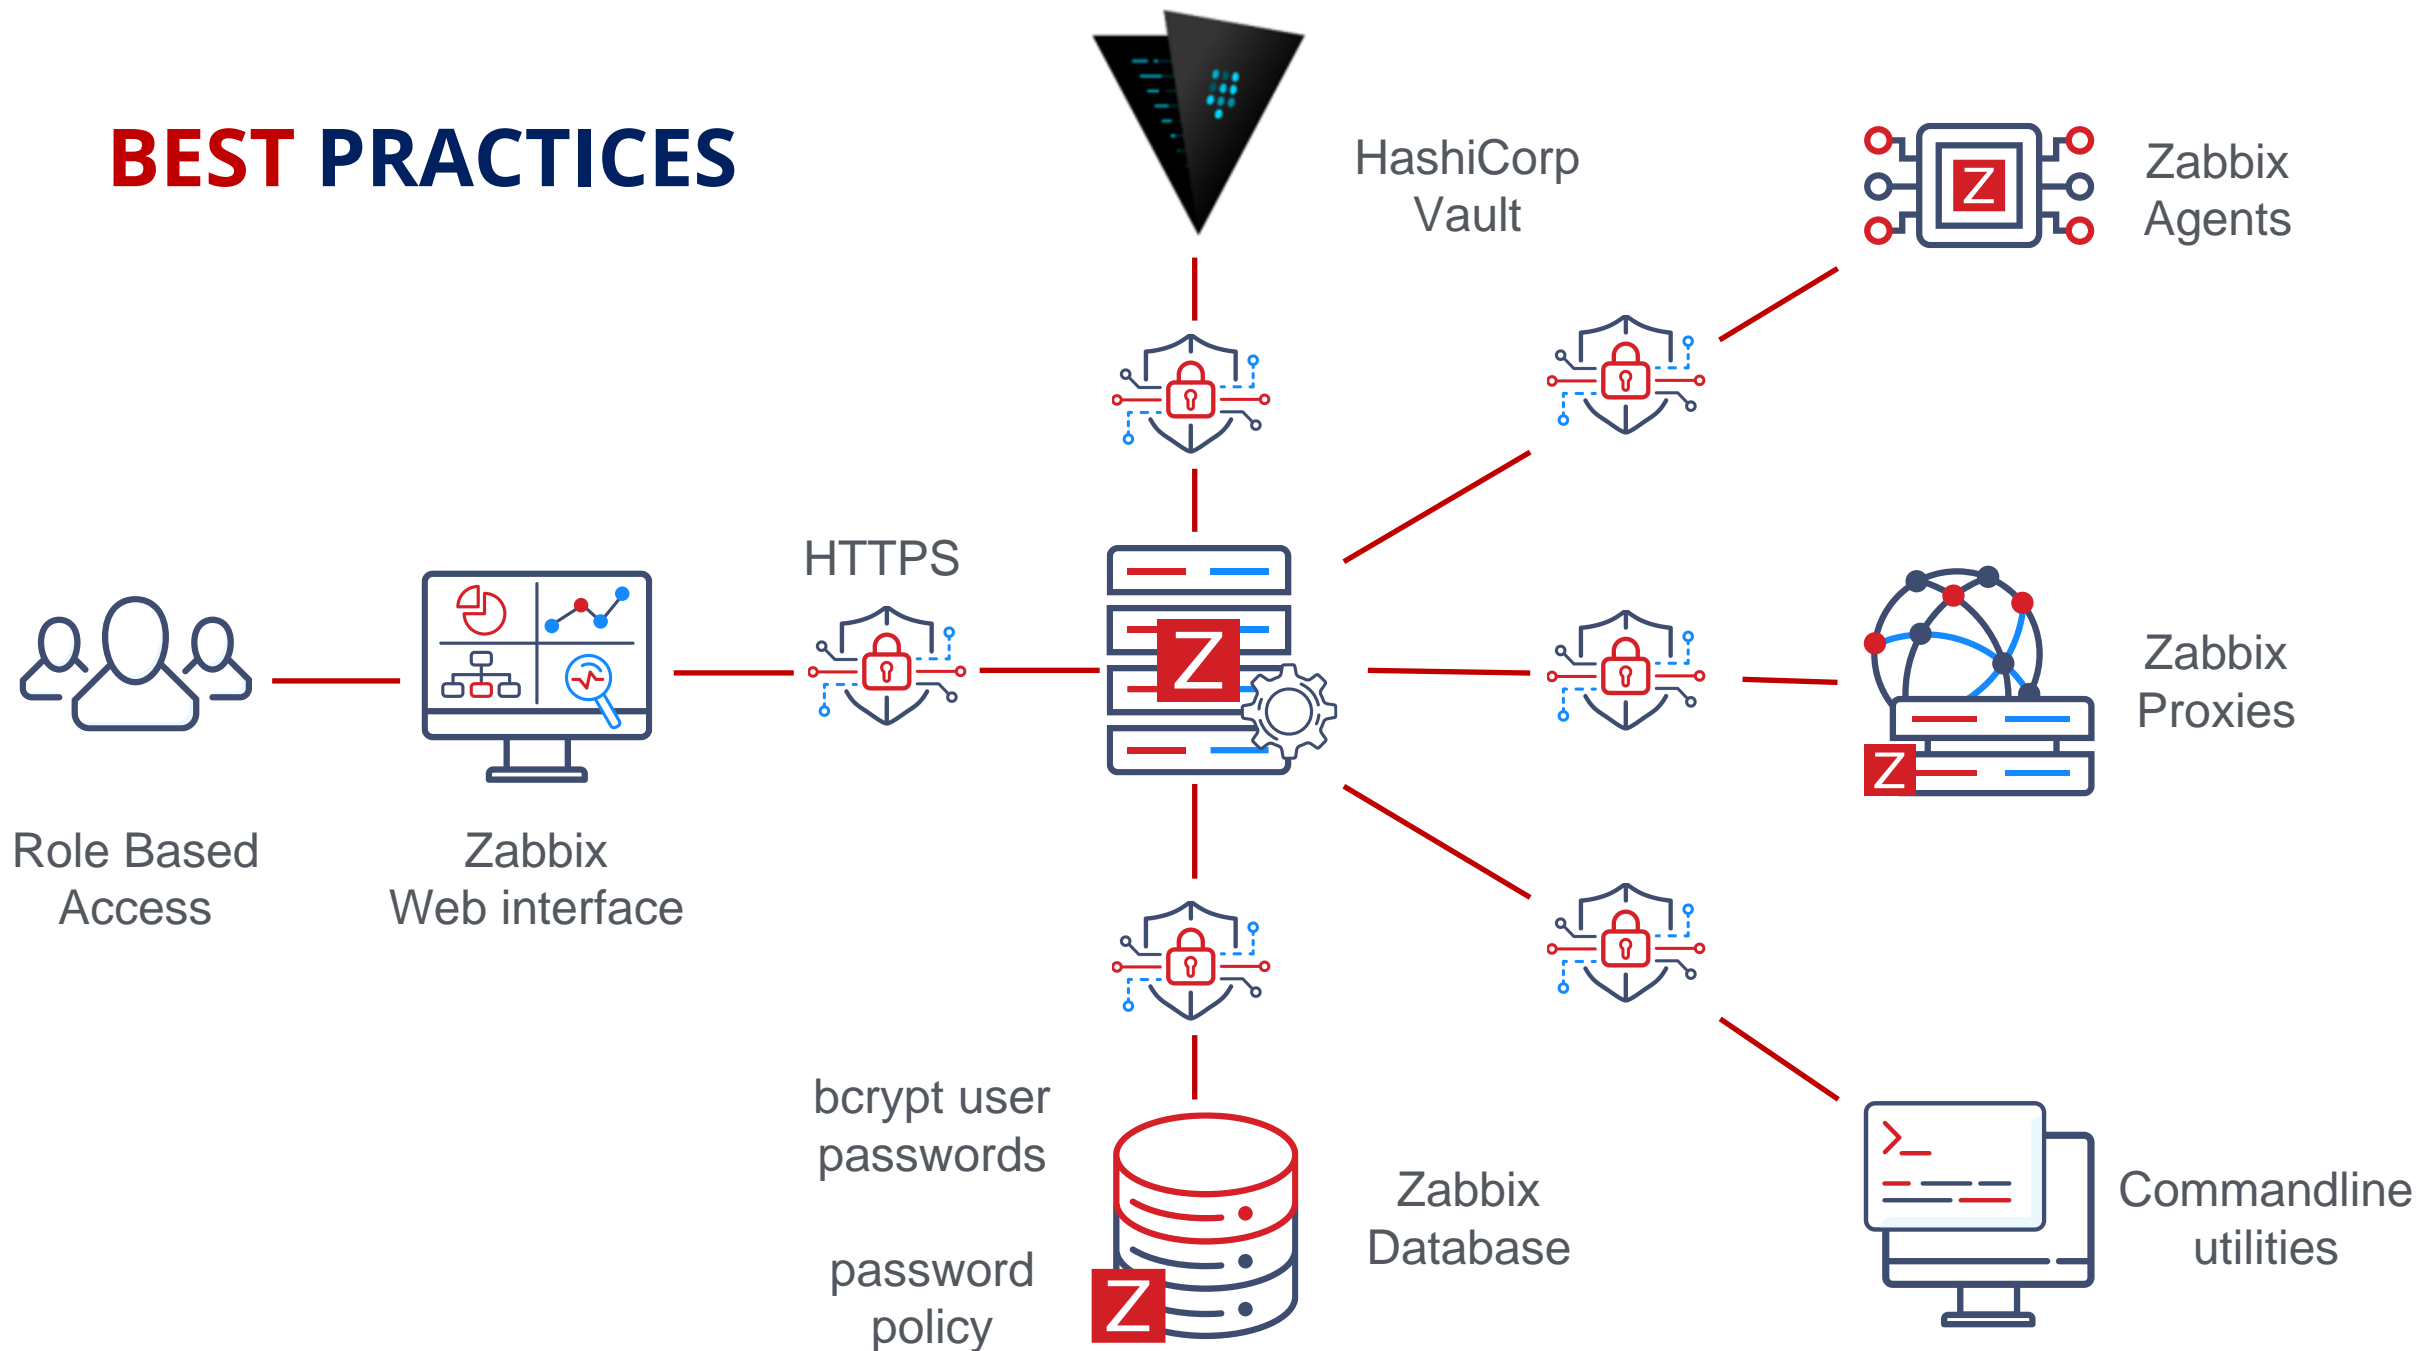 BEST PRACTICES
HashiCorp
Vault
Zabbix
Agents
Z
HTTPS
Z
Zabbix
Proxies
Z
Role Based
Access
Zabbix
Web interface
bcrypt user
passwords
password
policy
Z
Zabbix
Database
Commandline
utilities